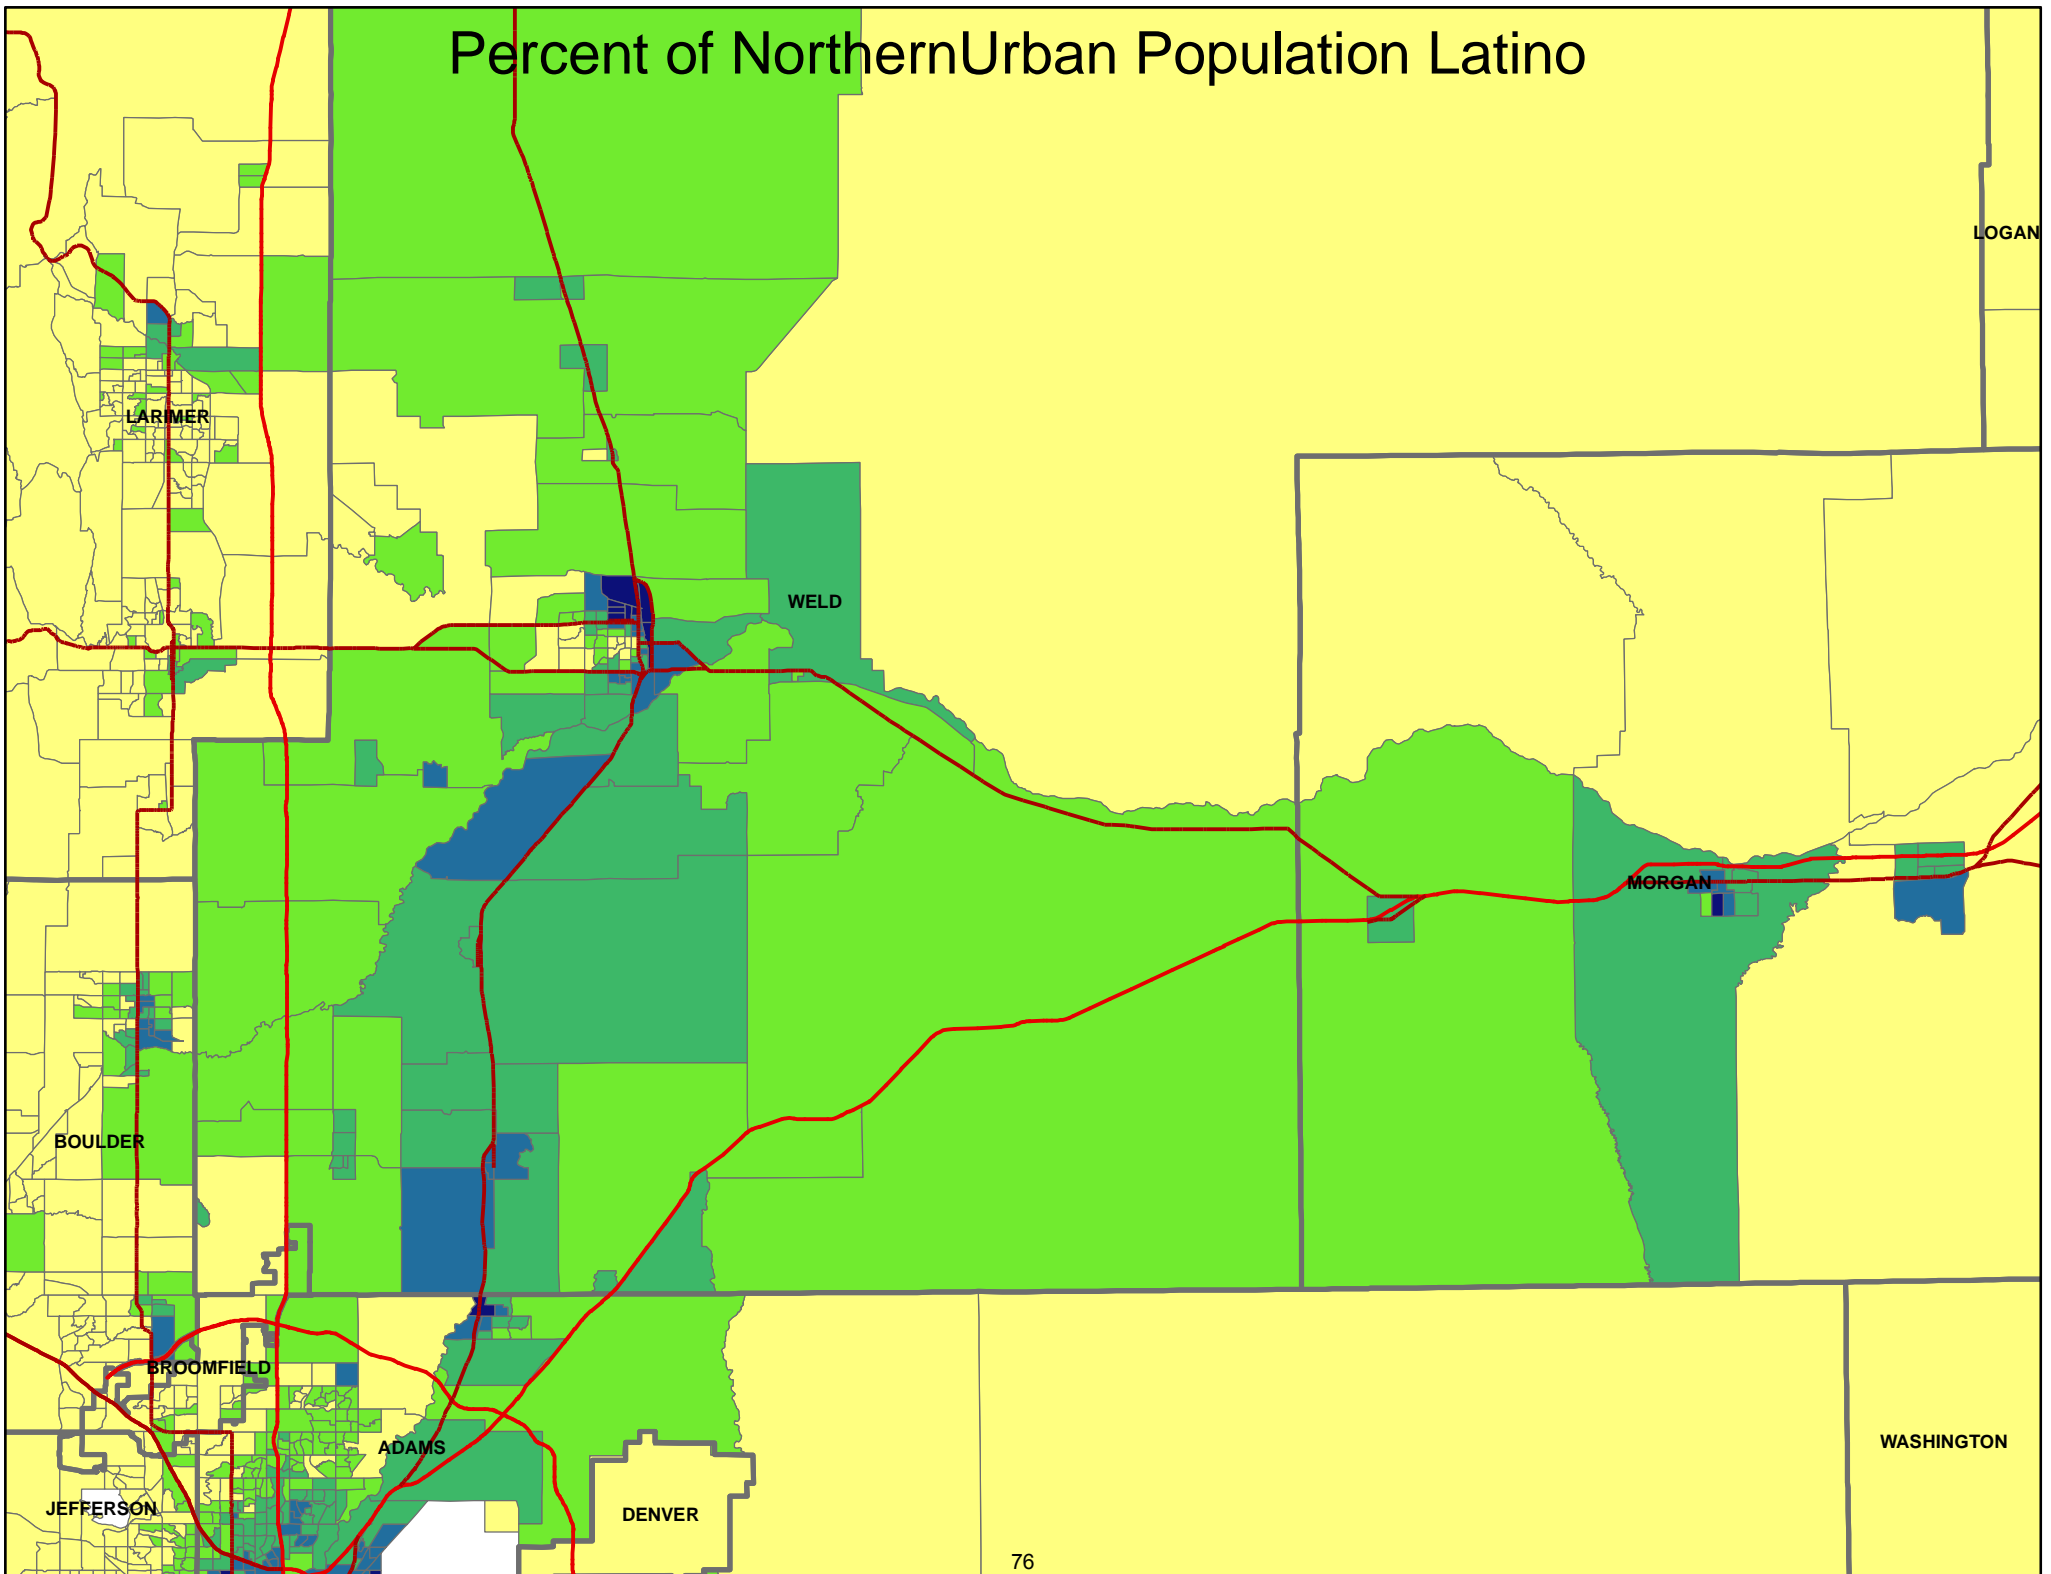 Percent of NorthernUrban Population Latino
LOGAN
LARIMER
WELD
MORGAN
BOULDER
BROOMFIELD
ADAMS
WASHINGTON
JEFFERSON
DENVER
76